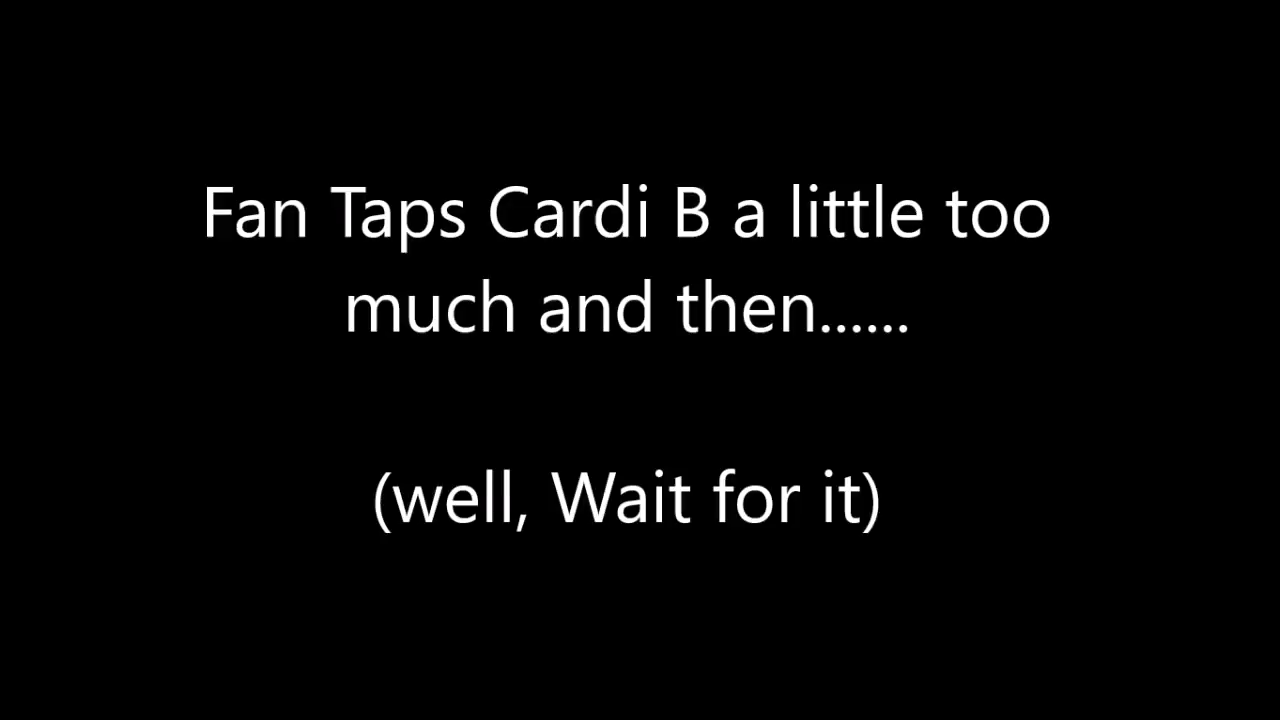 Fan Taps Cardi B a little too
much and then......
(well, Wait for it)